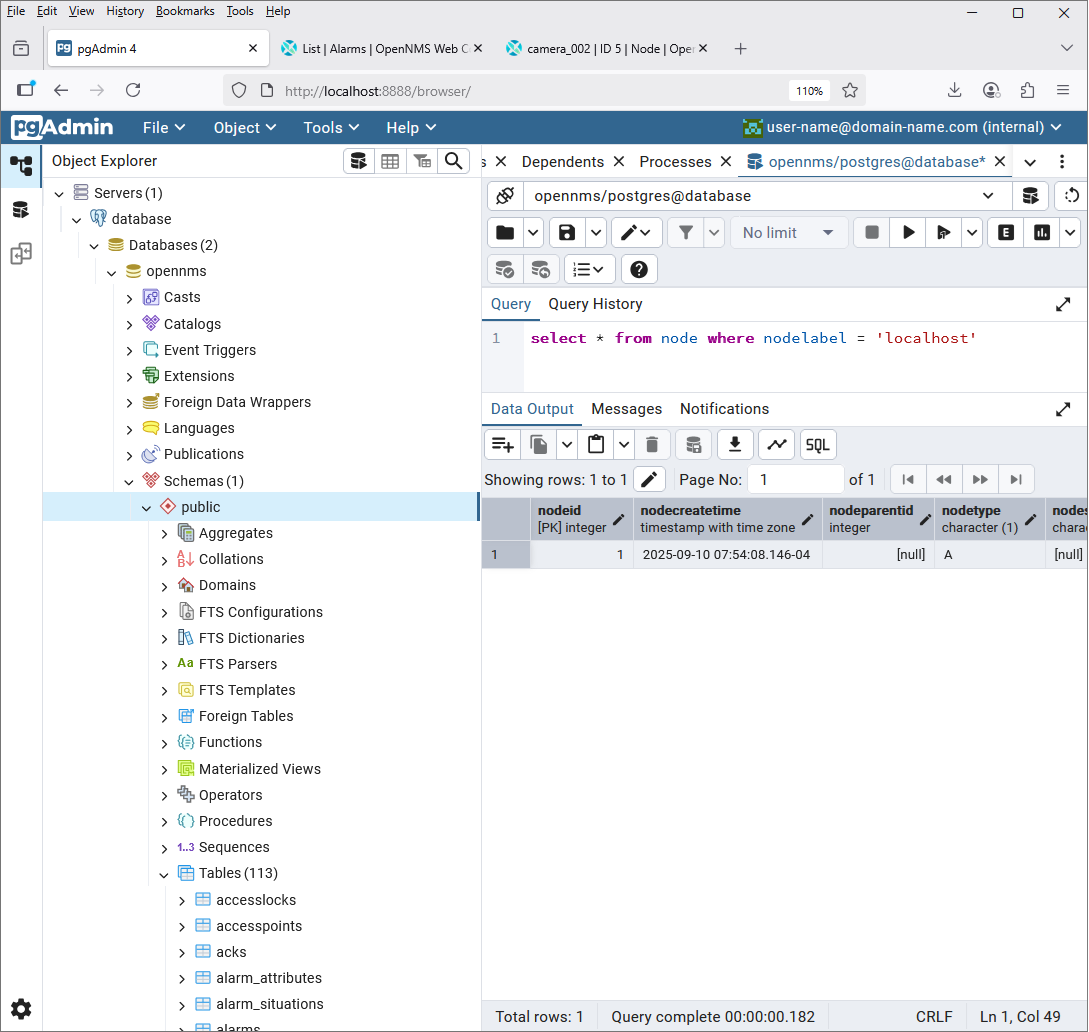 File Edit View History Bookmarks Tools Help
pgAdmin 4
List | Alarms | OpenNMS Web C
camera_002 | ID 5 | Node | Oper
http://localhost:8888/browser/
110%
pgAdmin File Object Tools Help user-name@domain-name.com (internal)
Object Explorer
s Dependents Processes opennms/postgres@database*
Servers (1)
database
Databases (2)
opennms
Casts
Catalogs
Event Triggers
Extensions
Foreign Data Wrappers
Languages
Publications
Schemas (1)
public
Aggregates
Collations
Domains
FTS Configurations
FTS Dictionaries
Aa FTS Parsers
FTS Templates
Foreign Tables
Functions
Materialized Views
Operators
Procedures
1..3 Sequences
Tables (113)
accesslocks
accesspoints
acks
alarm_attributes
alarm_situations
alarms
opennms/postgres@database
No limit
E
Query Query History
1 select * from node where nodelabel = 'localhost'
Data Output Messages Notifications
SQL
Showing rows: 1 to 1 Page No: 1 of 1
nodeid nodecreatetime nodeparentid nodetype nodes
[PK] integer timestamp with time zone integer character (1) charac
1 1 2025-09-10 07:54:08.146-04 [null] A [null]
Total rows: 1 Query complete 00:00:00.182 CRLF Ln 1, Col 49